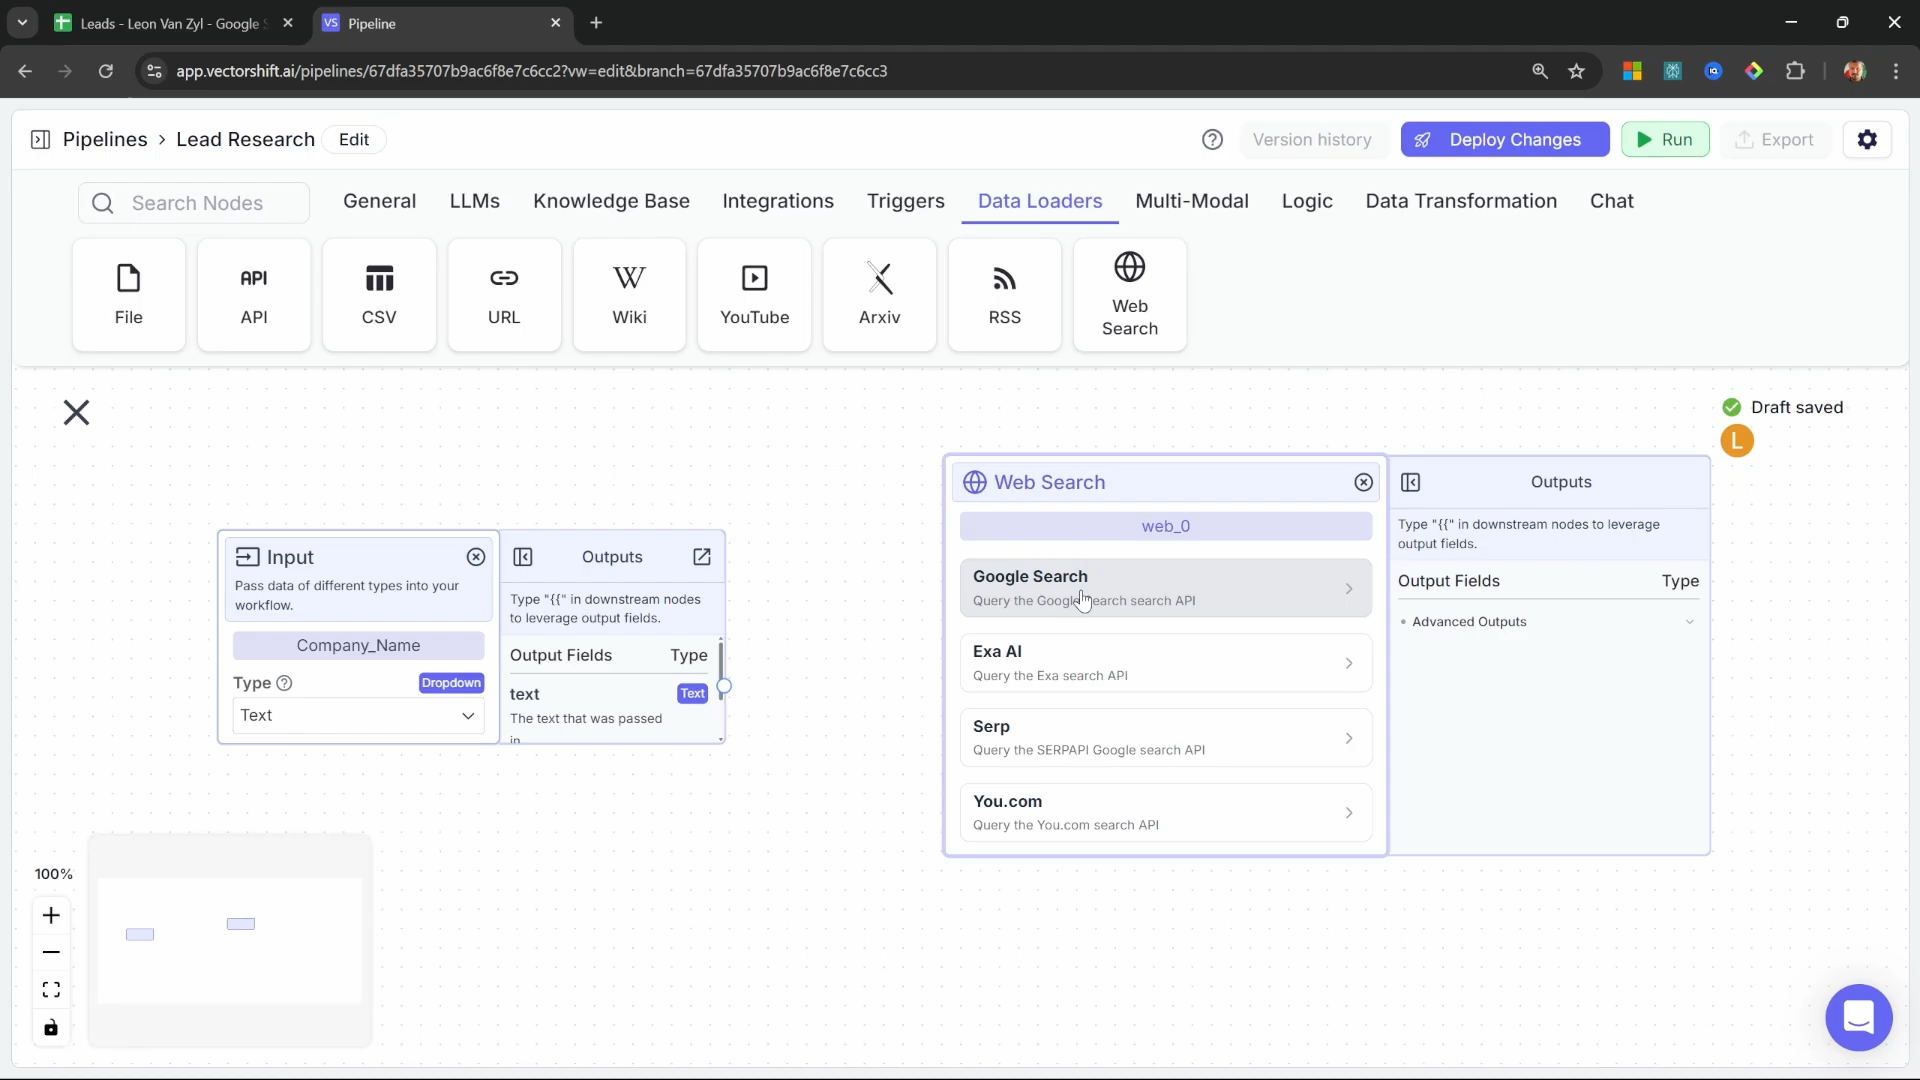 Leads - Leon Van Zyl - Google S
VS Pipeline
app.vectorshift.ai/pipelines/67dfa35707b9ac6f8e7c6cc2?vw=edit&branch=67dfa35707b9ac6f8e7c6cc3
Pipelines > Lead Research Edit
Version history
Deploy Changes
Run
Export
Search Nodes
General
LLMs
Knowledge Base
Integrations
Triggers
Data Loaders
Multi-Modal
Logic
Data Transformation
Chat
File
API
API
CSV
URL
W
Wiki
YouTube
Arxiv
RSS
Web
Search
Draft saved
L
Input
Pass data of different types into your
workflow.
Company_Name
Type
Dropdown
Text
Outputs
Type "{{" in downstream nodes
to leverage output fields.
Output Fields Type
text Text
The text that was passed
in
Web Search
web_0
Google Search
Query the Google search search API
Exa AI
Query the Exa search API
Serp
Query the SERPAPI Google search API
You.com
Query the You.com search API
Outputs
Type "{{" in downstream nodes to leverage
output fields.
Output Fields Type
Advanced Outputs
100%